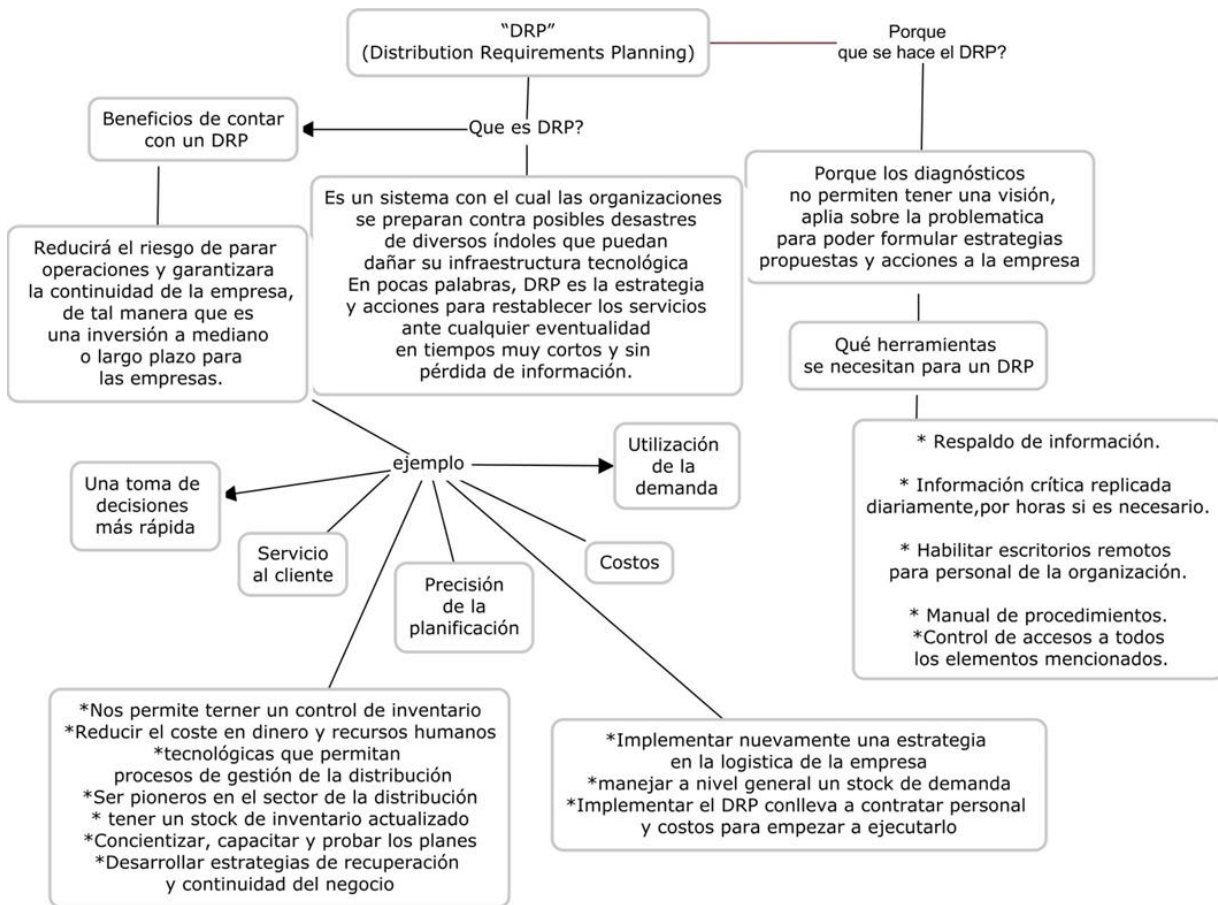 “DRP”
(Distribution Requirements Planning)
Porque
que se hace el DRP?
Beneficios de contar
con un DRP
Que es DRP?
Es un sistema con el cual las organizaciones
se preparan contra posibles desastres
de diversos índoles que puedan
dañar su infraestructura tecnológica
En pocas palabras, DRP es la estrategia
y acciones para restablecer los servicios
ante cualquier eventualidad
en tiempos muy cortos y sin
pérdida de información.
Porque los diagnósticos
no permiten tener una visión,
aplia sobre la problematica
para poder formular estrategias
propuestas y acciones a la empresa
Reducirá el riesgo de parar
operaciones y garantizara
la continuidad de la empresa,
de tal manera que es
una inversión a mediano
o largo plazo para
las empresas.
Qué herramientas
se necesitan para un DRP
* Respaldo de información.
* Información crítica replicada
diariamente,por horas si es necesario.
* Habilitar escritorios remotos
para personal de la organización.
* Manual de procedimientos.
*Control de accesos a todos
los elementos mencionados.
ejemplo
Utilización
de la
demanda
Una toma de
decisiones
más rápida
Servicio
al cliente
Precisión
de la
planificación
Costos
*Nos permite terner un control de inventario
*Reducir el coste en dinero y recursos humanos
*tecnológicas que permitan
procesos de gestión de la distribución
*Ser pioneros en el sector de la distribución
* tener un stock de inventario actualizado
*Concientizar, capacitar y probar los planes
*Desarrollar estrategias de recuperación
y continuidad del negocio
*Implementar nuevamente una estrategia
en la logistica de la empresa
*manejar a nivel general un stock de demanda
*Implementar el DRP conlleva a contratar personal
y costos para empezar a ejecutarlo